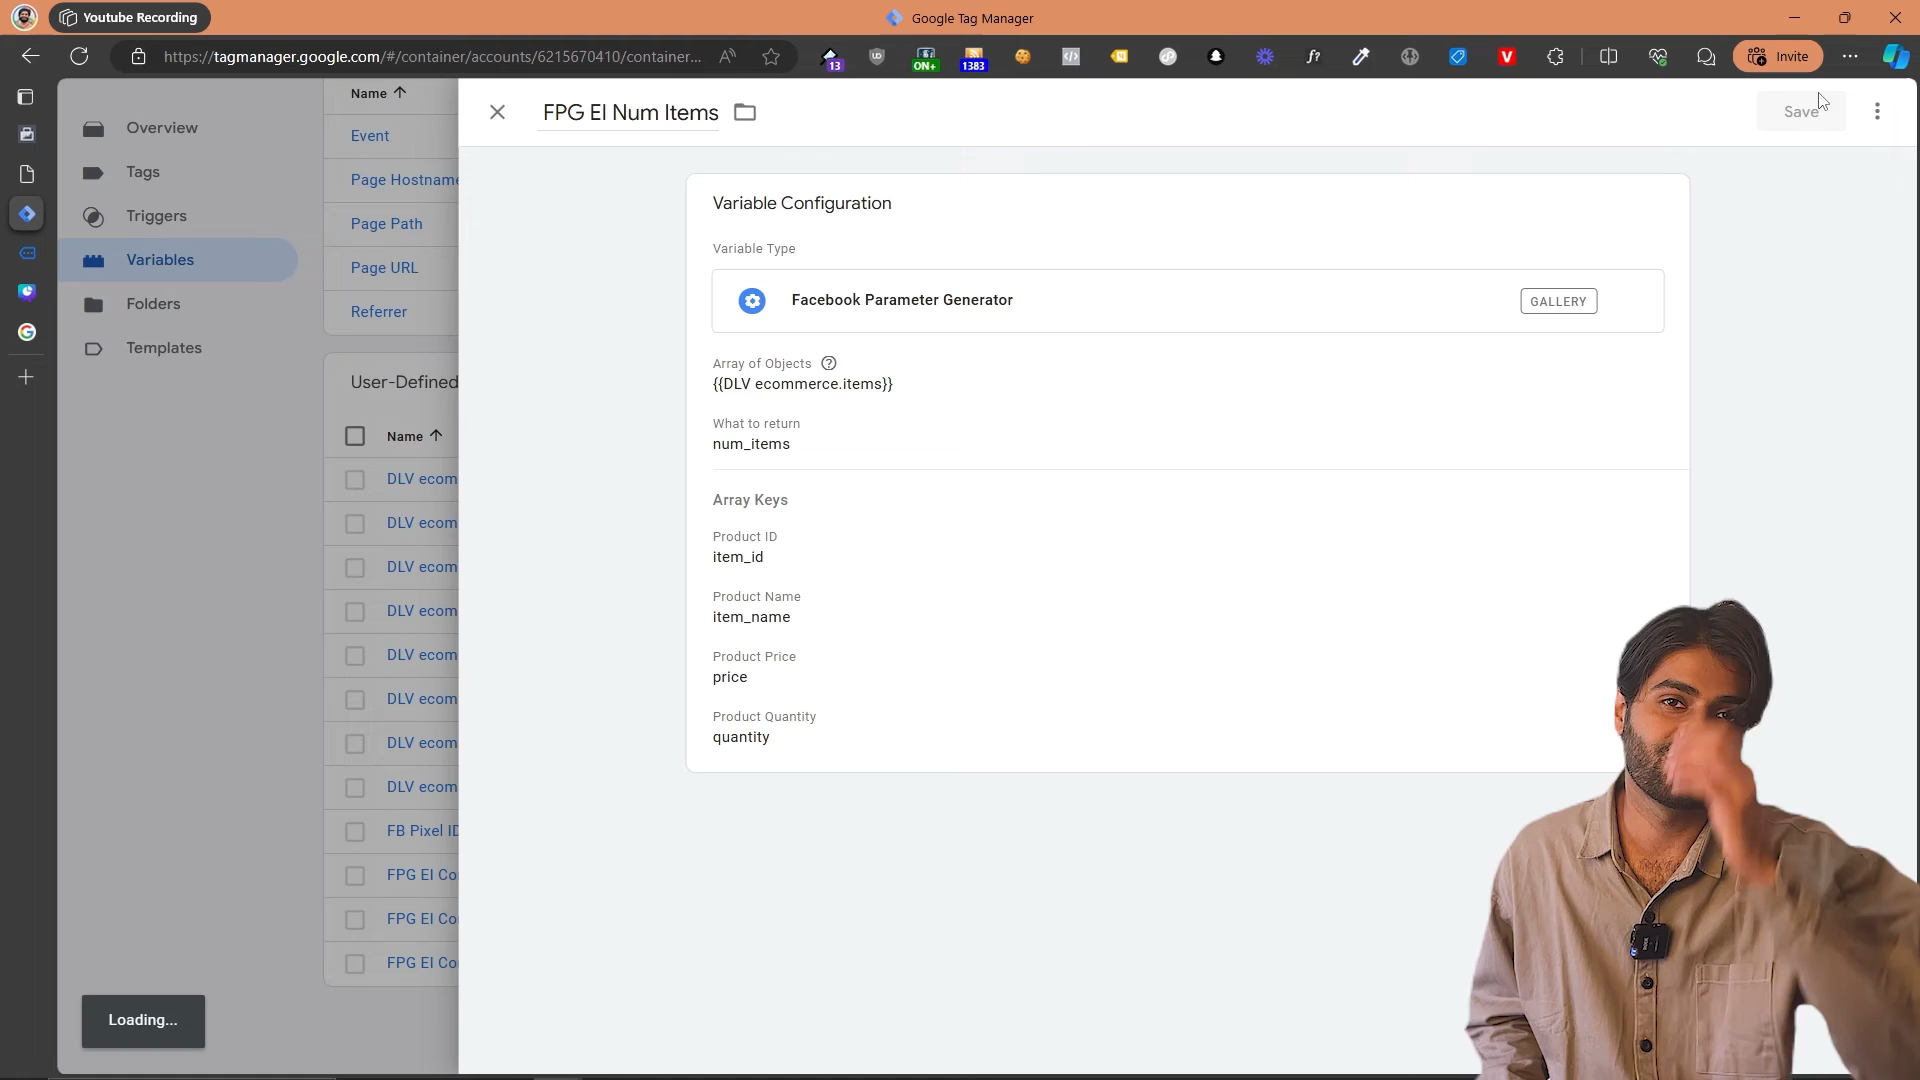 Youtube Recording
Google Tag Manager
https://tagmanager.google.com/#/container/accounts/6215670410/container...
13
ON+
1383
Invite
Overview
Tags
Triggers
Variables
Folders
Templates
Name
Event
Page Hostname
Page Path
Page URL
Referrer
User-Defined
Name
DLV ecom
DLV ecom
DLV ecom
DLV ecom
DLV ecom
DLV ecom
DLV ecom
DLV ecom
FB Pixel ID
FPG EI Co
FPG EI Co
FPG EI Co
Loading...
FPG EI Num Items
Save
Variable Configuration
Variable Type
Facebook Parameter Generator
GALLERY
Array of Objects
{{DLV ecommerce.items}}
What to return
num_items
Array Keys
Product ID
item_id
Product Name
item_name
Product Price
price
Product Quantity
quantity